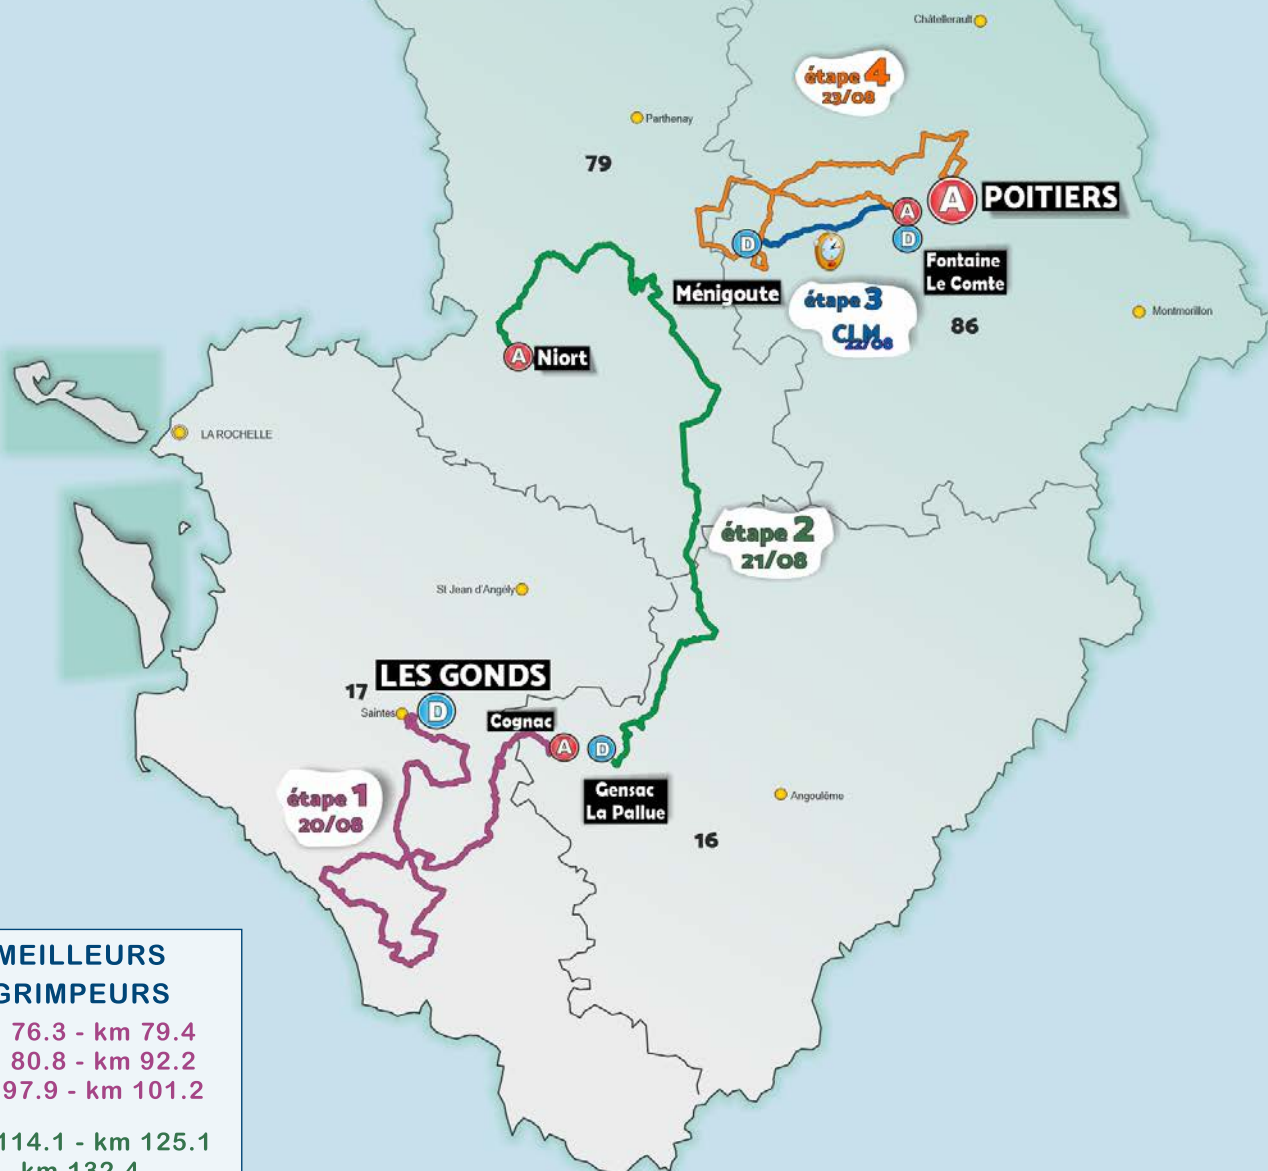 Châtellerault
étape 4
23/08
Parthenay
79
A POITIERS
A
D
D
Fontaine
Le Comte
Ménigoute
étape 3
CLM
22/08
86
Montmorillon
A Niort
LA ROCHELLE
étape 2
21/08
St Jean d'Angély
LES GONDS
17
Saintes
D
Cognac
A
D
Gensac
La Pallue
étape 1
20/08
Angoulême
16
MEILLEURS
GRIMPEURS
76.3 - km 79.4
80.8 - km 92.2
97.9 - km 101.2
114.1 - km 125.1
km 132.4